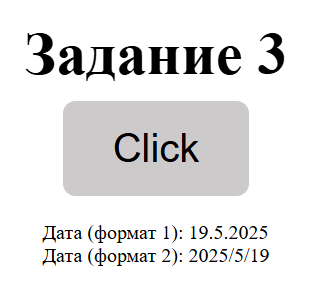 Задание 3
Click
Дата (формат 1): 19.5.2025
Дата (формат 2): 2025/5/19